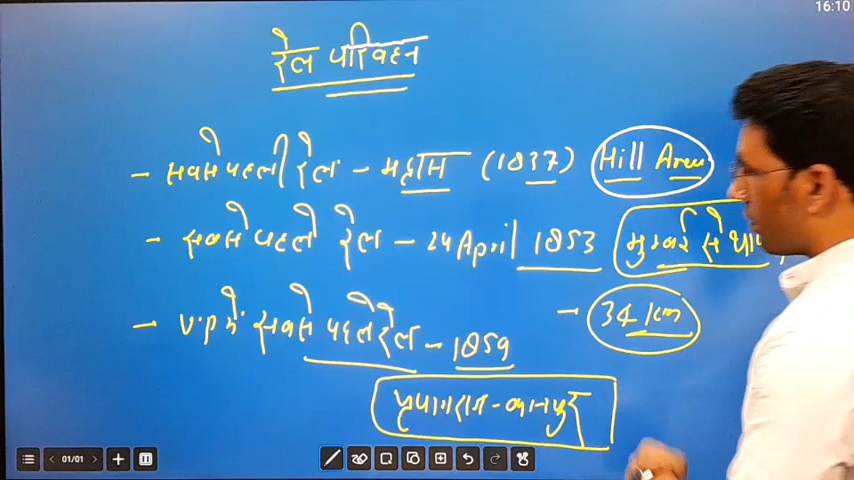 16:10
रेल परिवहन
- सबसे पहली रेल - मद्रास (1837) Hill Area
- सबसे पहले रेल - 24 April 1853 मुम्बई से
- 34 km
- U.P में सबसे पहले रेल - 1859
प्रयागराज - कानपुर
01/01